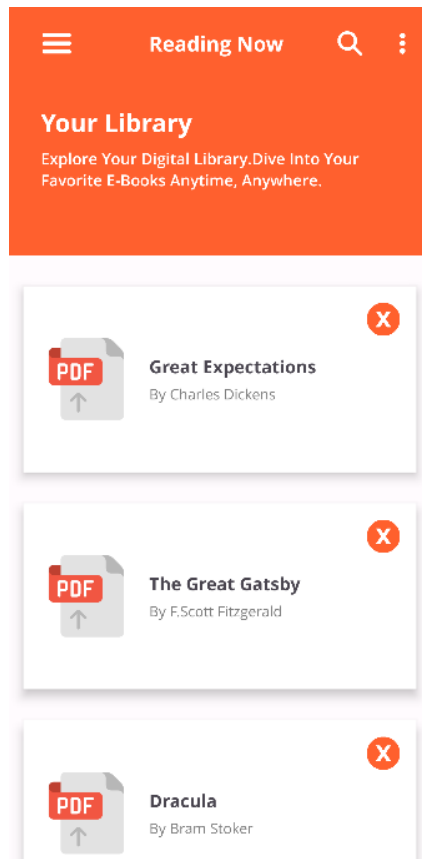 Reading Now
Your Library
Explore Your Digital Library.Dive Into Your
Favorite E-Books Anytime, Anywhere.
X
PDF
Great Expectations
By Charles Dickens
X
PDF
The Great Gatsby
By F.Scott Fitzgerald
X
PDF
Dracula
By Bram Stoker